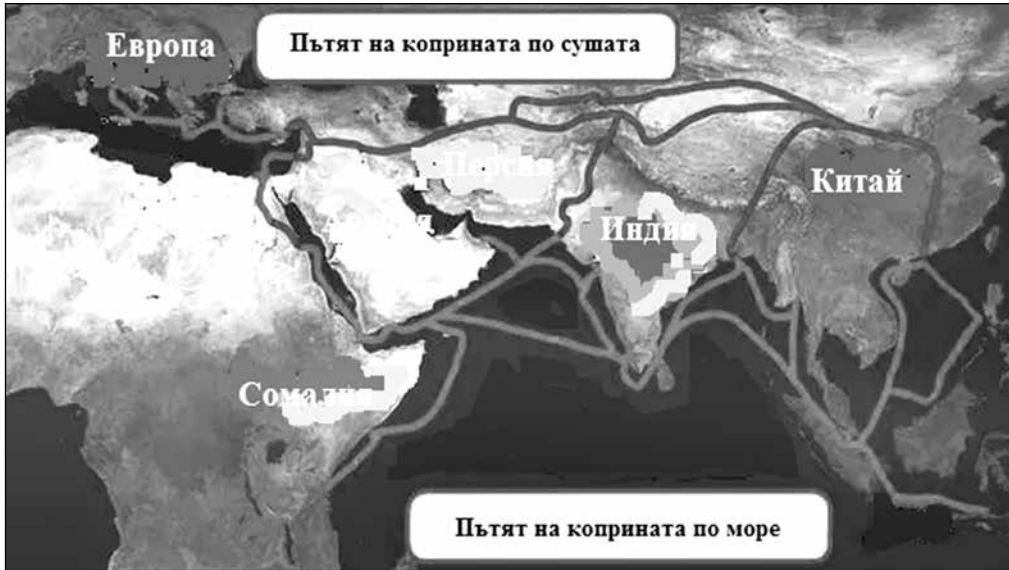 Европа
Пътят на коприната по сушата
Персия
Китай
Индия
Сомалия
Пътят на коприната по море